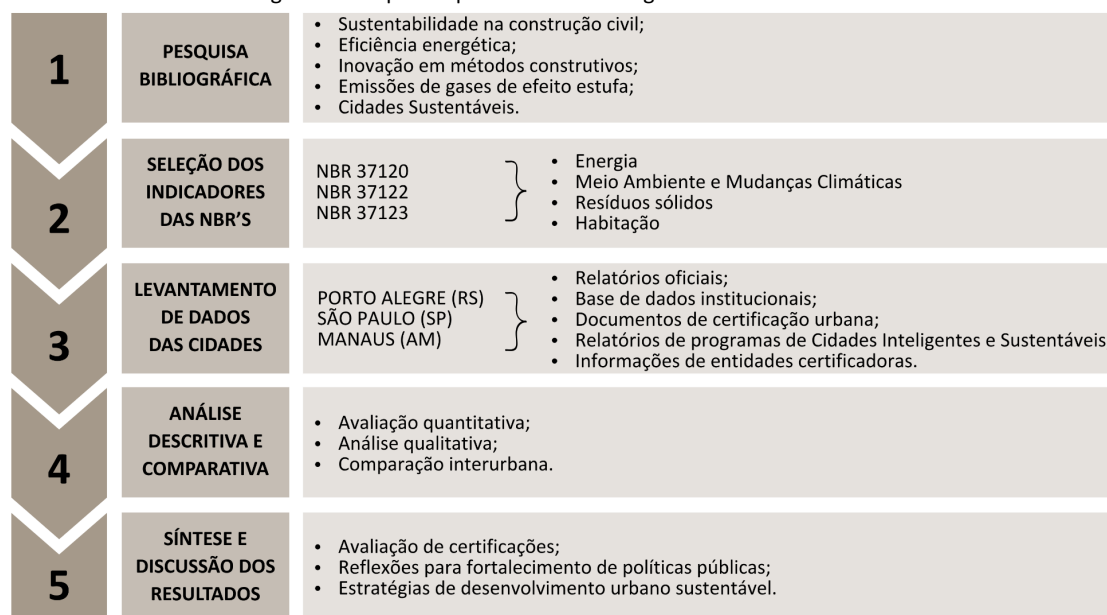 1
PESQUISA
BIBLIOGRÁFICA
• Sustentabilidade na construção civil;
• Eficiência energética;
• Inovação em métodos construtivos;
• Emissões de gases de efeito estufa;
• Cidades Sustentáveis.
2
SELEÇÃO DOS
INDICADORES
DAS NBR'S
NBR 37120
NBR 37122
NBR 37123
• Energia
• Meio Ambiente e Mudanças Climáticas
• Resíduos sólidos
• Habitação
3
LEVANTAMENTO
DE DADOS
DAS CIDADES
PORTO ALEGRE (RS)
SÃO PAULO (SP)
MANAUS (AM)
• Relatórios oficiais;
• Base de dados institucionais;
• Documentos de certificação urbana;
• Relatórios de programas de Cidades Inteligentes e Sustentáveis
• Informações de entidades certificadoras.
4
ANÁLISE
DESCRITIVA E
COMPARATIVA
• Avaliação quantitativa;
• Análise qualitativa;
• Comparação interurbana.
5
SÍNTESE E
DISCUSSÃO DOS
RESULTADOS
• Avaliação de certificações;
• Reflexões para fortalecimento de políticas públicas;
• Estratégias de desenvolvimento urbano sustentável.